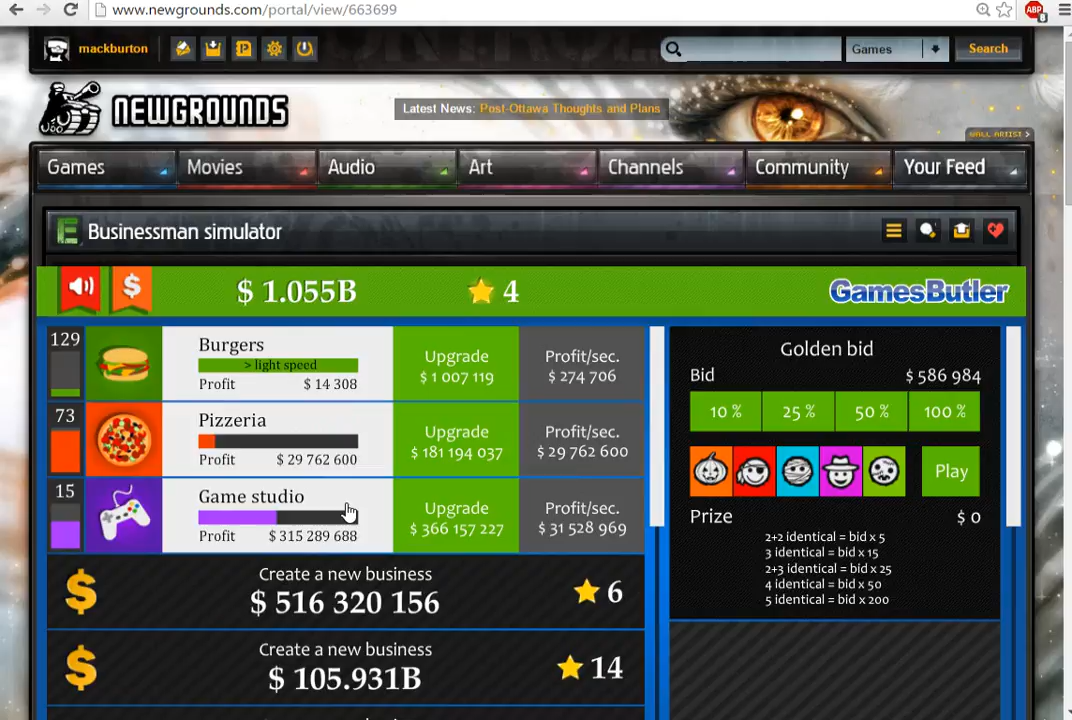 www.newgrounds.com/portal/view/663699
ABP
8
mackburton
P
Games
Search
NEWGROUNDS
Latest News: Post-Ottawa Thoughts and Plans
WALL ARTIST >
Games
Movies
Audio
Art
Channels
Community
Your Feed
E
Businessman simulator
$
$ 1.055B
4
GamesButler
129
Burgers
> light speed
Profit
$ 14 308
Upgrade
$ 1 007 119
Profit/sec.
$ 274 706
73
Pizzeria
Profit
$ 29 762 600
Upgrade
$ 181 194 037
Profit/sec.
$ 29 762 600
15
Game studio
Profit
$ 315 289 688
Upgrade
$ 366 157 227
Profit/sec.
$ 31 528 969
$
Create a new business
$ 516 320 156
6
$
Create a new business
$ 105.931B
14
Golden bid
Bid
$ 586 984
10 %
25 %
50 %
100 %
Play
Prize
$ 0
2+2 identical = bid x 5
3 identical = bid x 15
2+3 identical = bid x 25
4 identical = bid x 50
5 identical = bid x 200